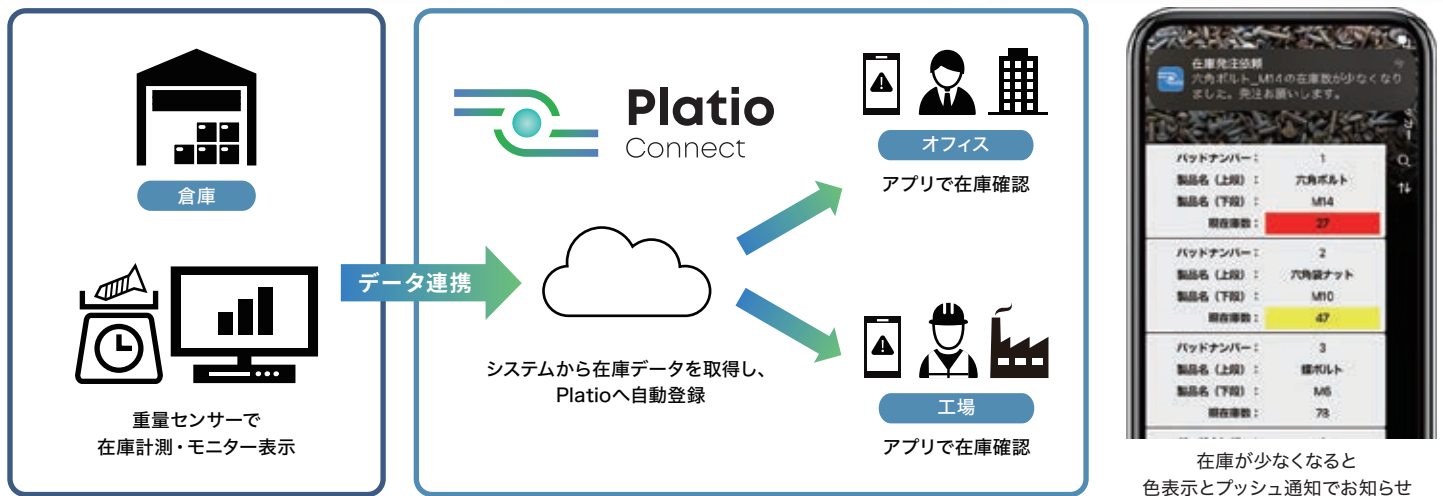 倉庫
重量センサーで
在庫計測・モニター表示
データ連携
Platio
Connect
システムから在庫データを取得し、
Platioへ自動登録
オフィス
アプリで在庫確認
工場
アプリで在庫確認
在庫発注依頼
六角ボルト_M14の在庫数が少なくなり
ました。発注お願いします。
パッドナンバー： 1
製品名（上段）： 六角ボルト
製品名（下段）： M14
現在庫数： 27
パッドナンバー： 2
製品名（上段）： 六角袋ナット
製品名（下段）： M10
現在庫数： 47
パッドナンバー： 3
製品名（上段）： 蝶ボルト
製品名（下段）： M6
現在庫数： 78
在庫が少なくなると
色表示とプッシュ通知でお知らせ